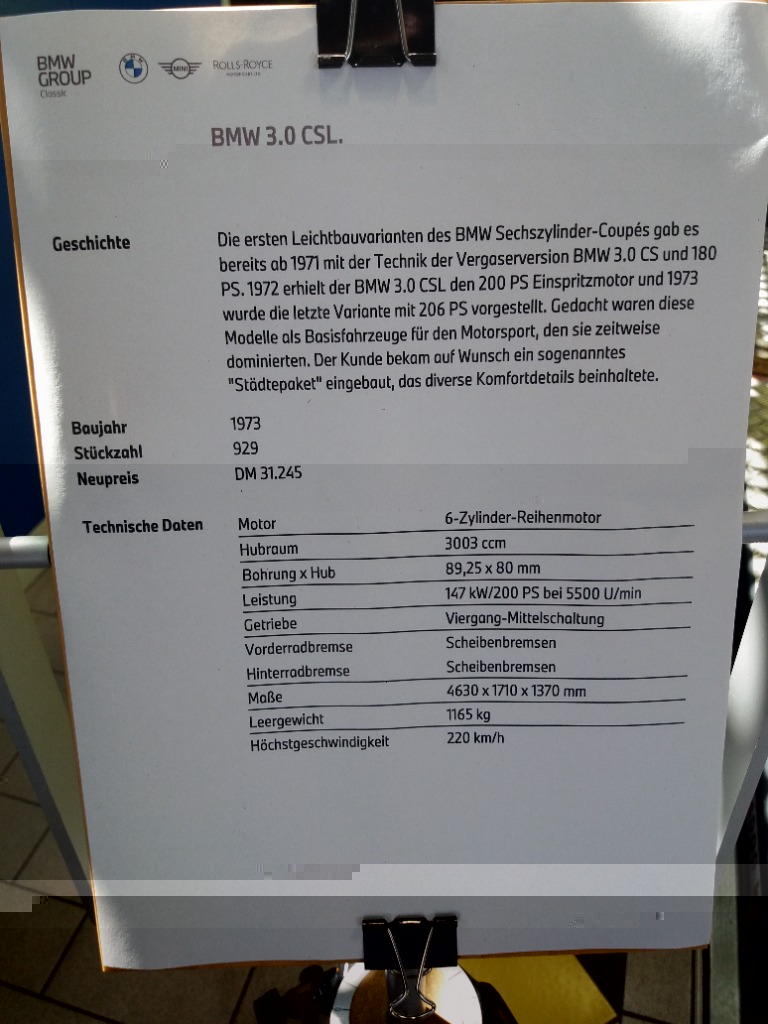 BMW
GROUP
Classic
BMW
MINI
ROLLS-ROYCE
MOTOR CARS LTD
BMW 3.0 CSL.
Geschichte
Die ersten Leichtbauvarianten des BMW Sechszylinder-Coupés gab es
bereits ab 1971 mit der Technik der Vergaserversion BMW 3.0 CS und 180
PS. 1972 erhielt der BMW 3.0 CSL den 200 PS Einspritzmotor und 1973
wurde die letzte Variante mit 206 PS vorgestellt. Gedacht waren diese
Modelle als Basisfahrzeuge für den Motorsport, den sie zeitweise
dominierten. Der Kunde bekam auf Wunsch ein sogenanntes
"Städtepaket" eingebaut, das diverse Komfortdetails beinhaltete.
Baujahr 1973
Stückzahl 929
Neupreis DM 31.245
Technische Daten Motor 6-Zylinder-Reihenmotor
Hubraum 3003 ccm
Bohrung x Hub 89,25 x 80 mm
Leistung 147 kW/200 PS bei 5500 U/min
Getriebe Viergang-Mittelschaltung
Vorderradbremse Scheibenbremsen
Hinterradbremse Scheibenbremsen
Maße 4630 x 1710 x 1370 mm
Leergewicht 1165 kg
Höchstgeschwindigkeit 220 km/h